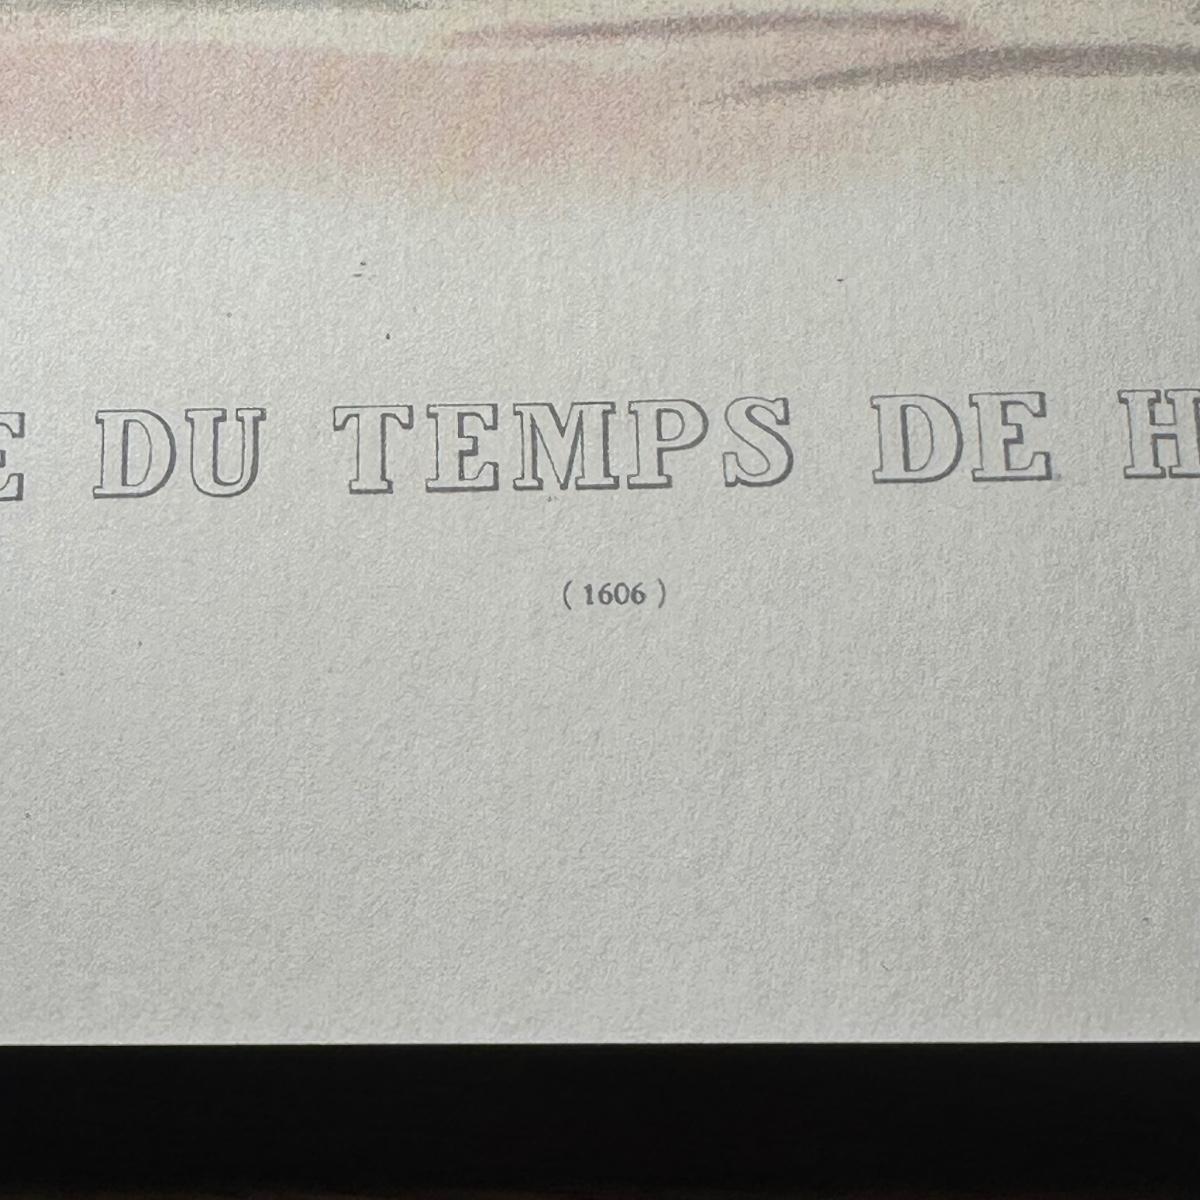 E DU TEMPS DE H
( 1606 )